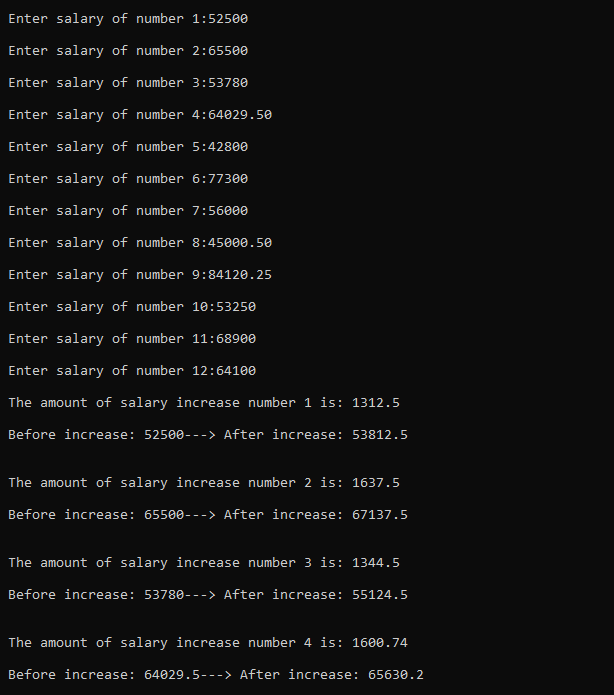 Enter salary of number 1:52500
Enter salary of number 2:65500
Enter salary of number 3:53780
Enter salary of number 4:64029.50
Enter salary of number 5:42800
Enter salary of number 6:77300
Enter salary of number 7:56000
Enter salary of number 8:45000.50
Enter salary of number 9:84120.25
Enter salary of number 10:53250
Enter salary of number 11:68900
Enter salary of number 12:64100
The amount of salary increase number 1 is: 1312.5
Before increase: 52500---> After increase: 53812.5
The amount of salary increase number 2 is: 1637.5
Before increase: 65500---> After increase: 67137.5
The amount of salary increase number 3 is: 1344.5
Before increase: 53780---> After increase: 55124.5
The amount of salary increase number 4 is: 1600.74
Before increase: 64029.5---> After increase: 65630.2